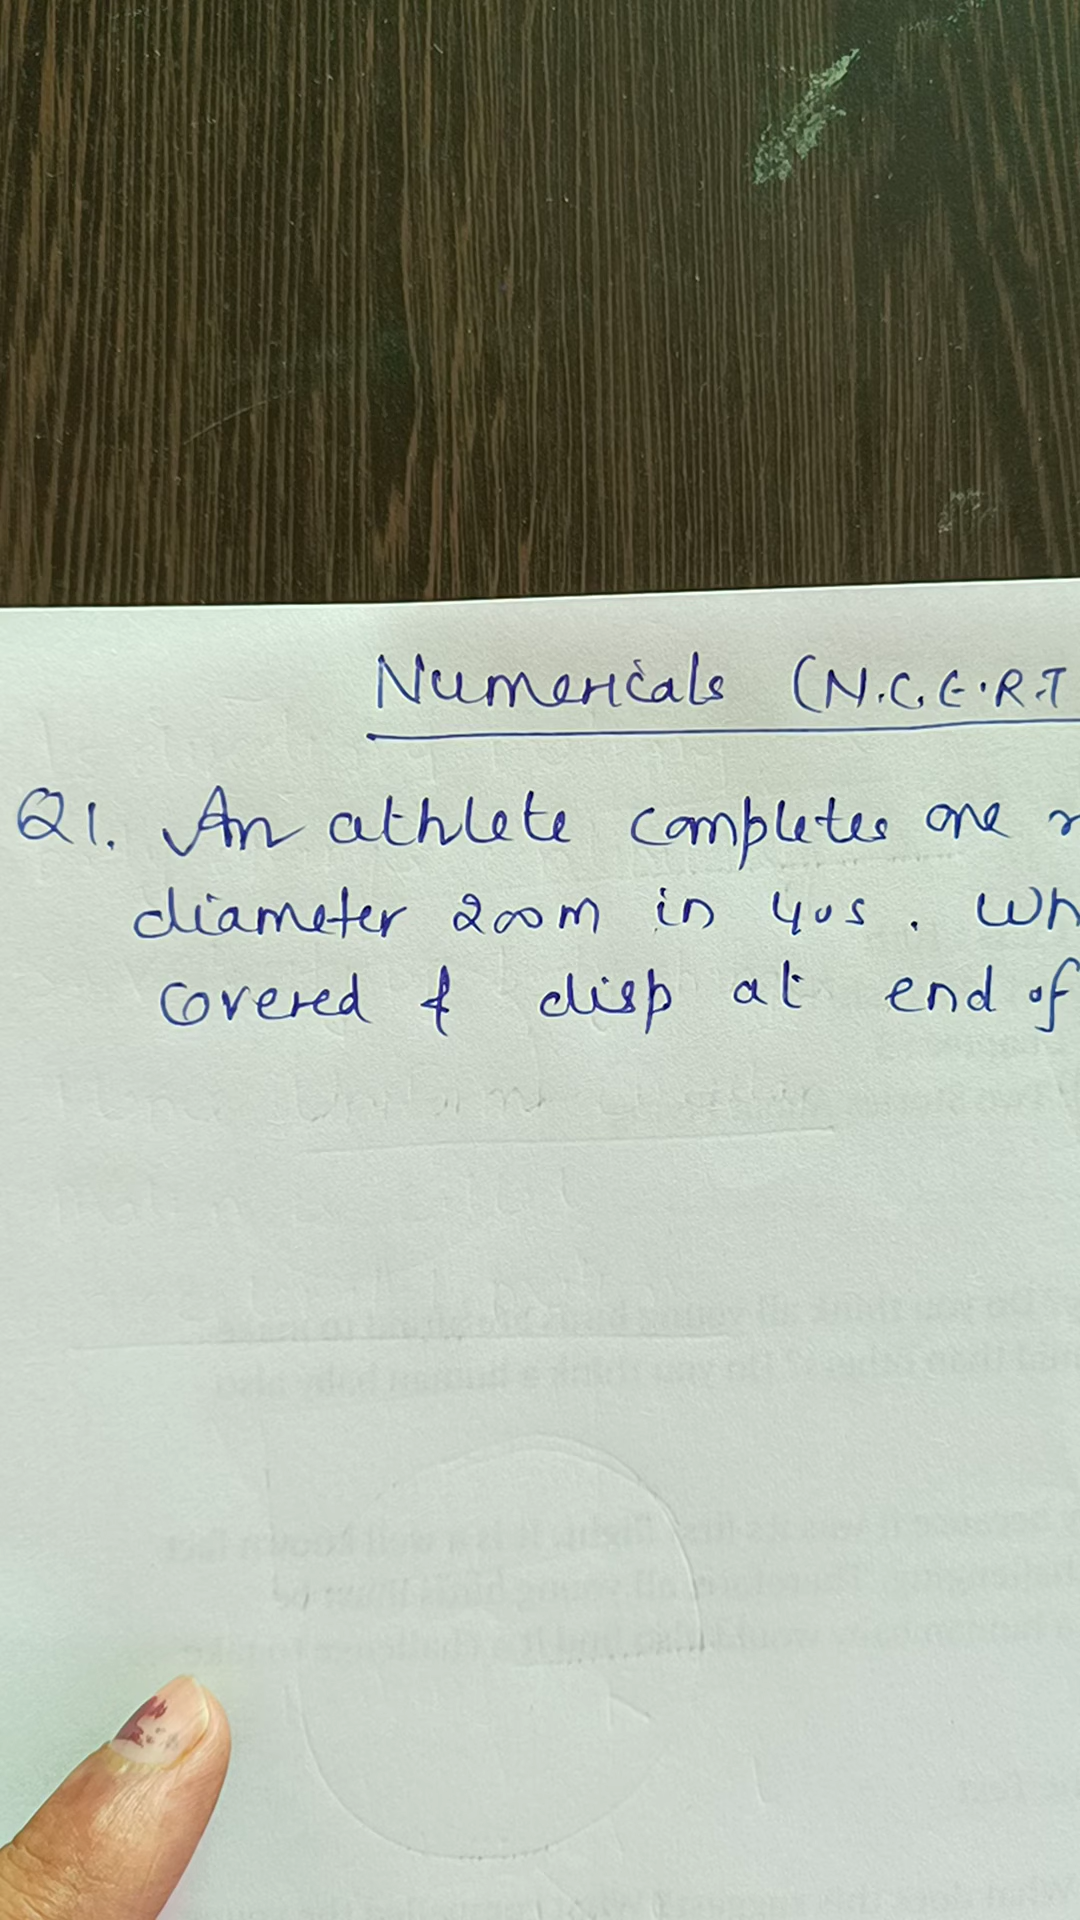 Numericals (N.C.E.R.T
Q1. An athlete completes one r
diameter 200m in 40s. Wh
covered & disp at end of